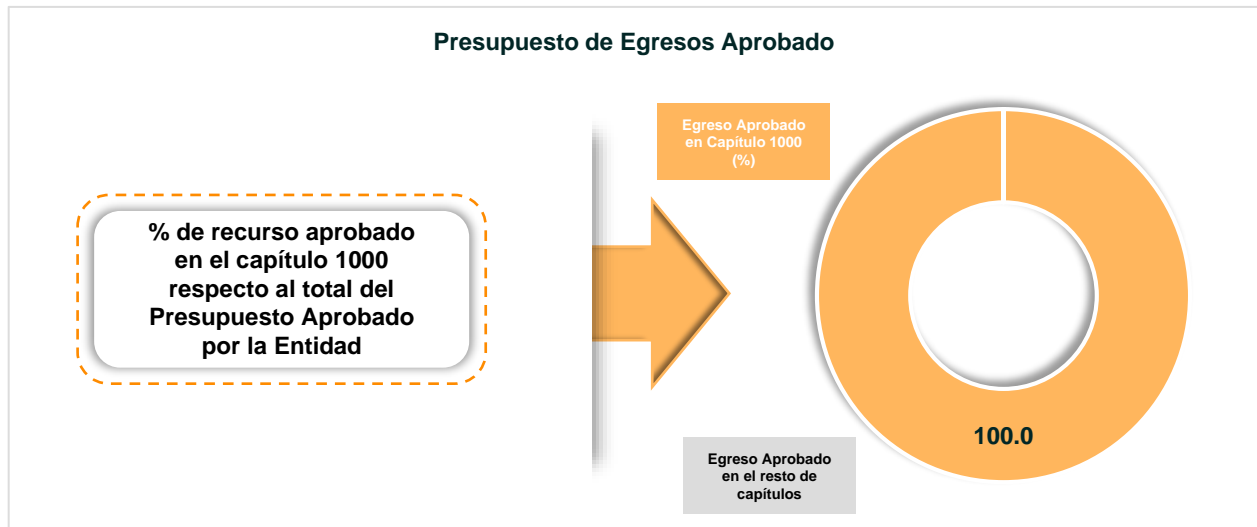 Presupuesto de Egresos Aprobado
Egreso Aprobado
en Capítulo 1000
(%)
% de recurso aprobado
en el capítulo 1000
respecto al total del
Presupuesto Aprobado
por la Entidad
100.0
Egreso Aprobado
en el resto de
capítulos